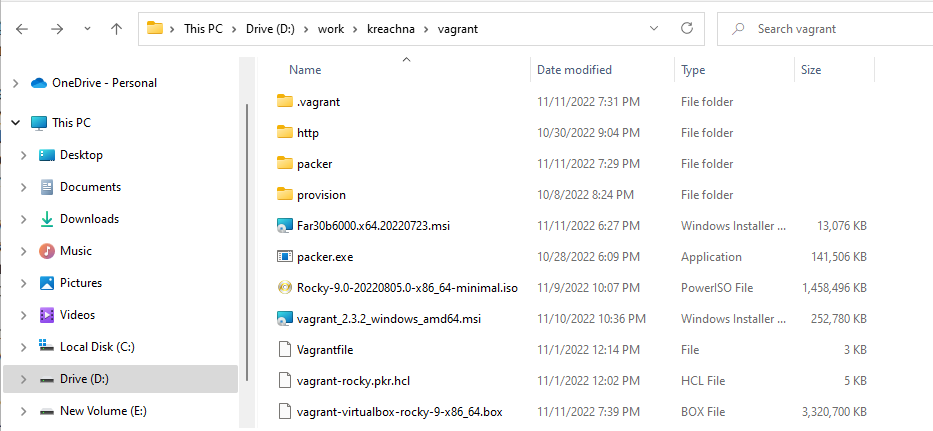 This PC > Drive (D:) > work > kreachna > vagrant
Search vagrant
OneDrive - Personal
This PC
Desktop
Documents
Downloads
Music
Pictures
Videos
Local Disk (C:)
Drive (D:)
New Volume (E:)
Name Date modified Type Size
.vagrant 11/11/2022 7:31 PM File folder
http 10/30/2022 9:04 PM File folder
packer 11/11/2022 7:29 PM File folder
provision 10/8/2022 8:24 PM File folder
Far30b6000.x64.20220723.msi 11/11/2022 6:27 PM Windows Installer ... 13,076 KB
packer.exe 10/28/2022 6:09 PM Application 141,506 KB
Rocky-9.0-20220805.0-x86_64-minimal.iso 11/9/2022 10:07 PM PowerISO File 1,458,496 KB
vagrant_2.3.2_windows_amd64.msi 11/10/2022 10:36 PM Windows Installer ... 252,780 KB
Vagrantfile 11/1/2022 12:14 PM File 3 KB
vagrant-rocky.pkr.hcl 11/1/2022 12:02 PM HCL File 5 KB
vagrant-virtualbox-rocky-9-x86_64.box 11/11/2022 7:39 PM BOX File 3,320,700 KB